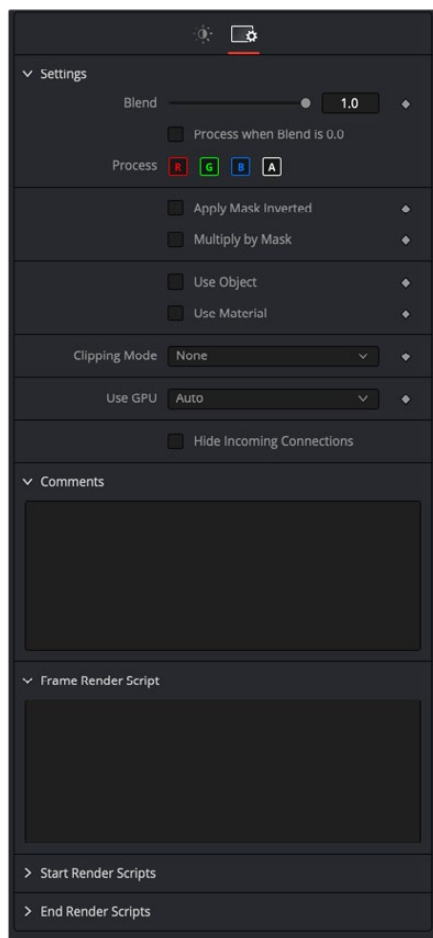 Settings
Blend 1.0
Process when Blend is 0.0
Process R G B A
Apply Mask Inverted
Multiply by Mask
Use Object
Use Material
Clipping Mode None
Use GPU Auto
Hide Incoming Connections
Comments
Frame Render Script
Start Render Scripts
End Render Scripts